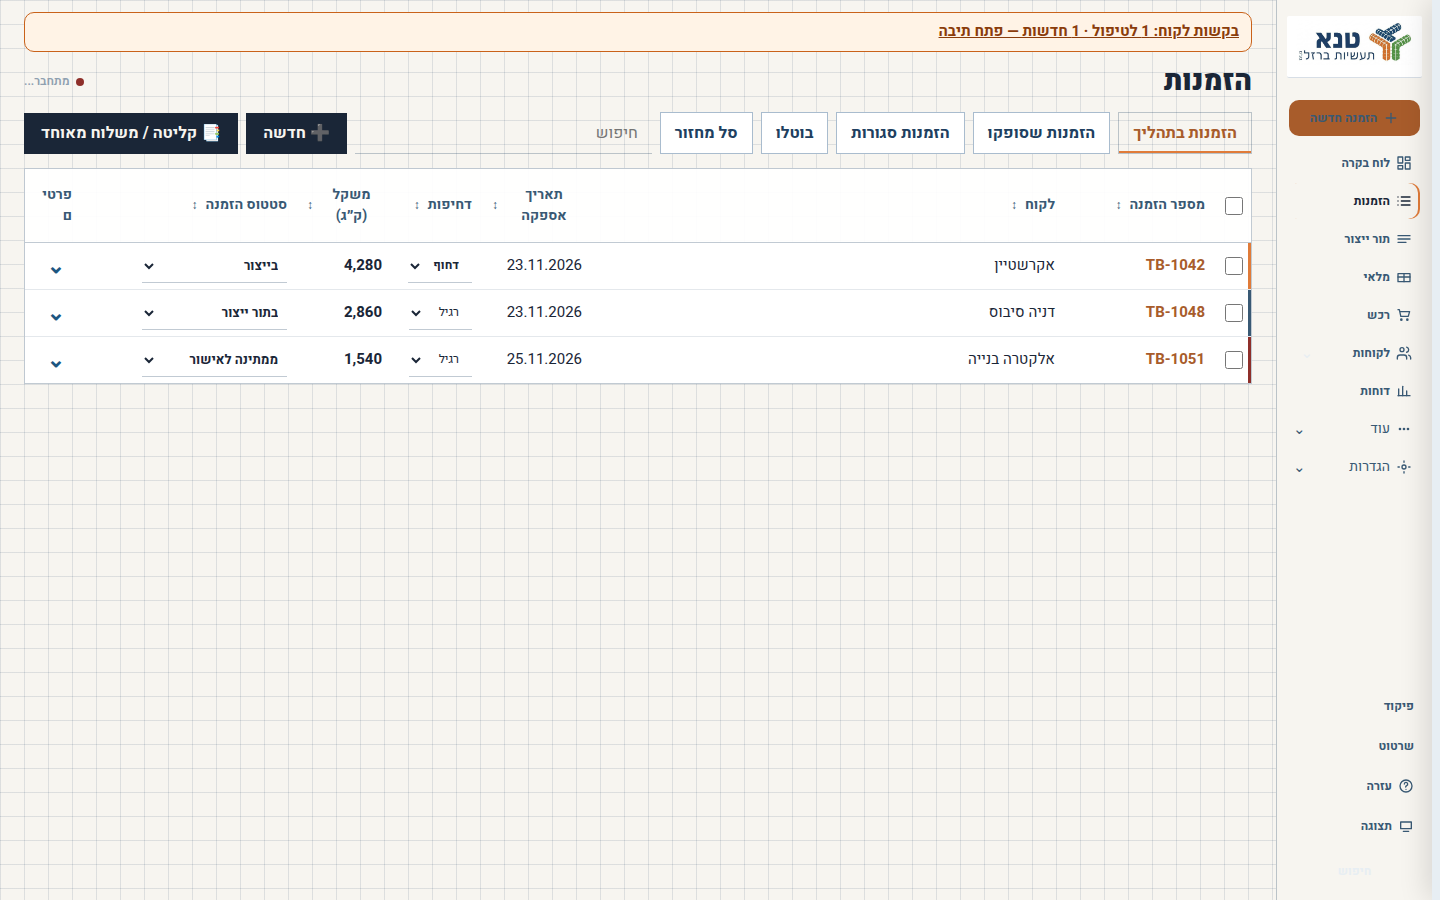 בקשות לקוח: 1 לטיפול · 1 חדשות — פתח תיבה
הזמנות
מתחבר...
הזמנות בתהליך
הזמנות שסופקו
הזמנות סגורות
בוטלו
סל מחזור
חיפוש
➕ חדשה
📑 קליטה / משלוח מאוחד
מספר הזמנה ↕
לקוח ↕
תאריך אספקה ↕
דחיפות ↕
משקל (ק״ג) ↕
סטטוס הזמנה ↕
פרטים
TB-1042 אקרשטיין 23.11.2026 דחוף 4,280 בייצור
TB-1048 דניה סיבוס 23.11.2026 רגיל 2,860 בתור ייצור
TB-1051 אלקטרה בנייה 25.11.2026 רגיל 1,540 ממתינה לאישור
טנא
תעשיות ברזל
+ הזמנה חדשה
לוח בקרה
הזמנות
תור ייצור
מלאי
רכש
לקוחות
דוחות
עוד
הגדרות
פיקוד
שרטוט
עזרה
תצוגה
חיפוש